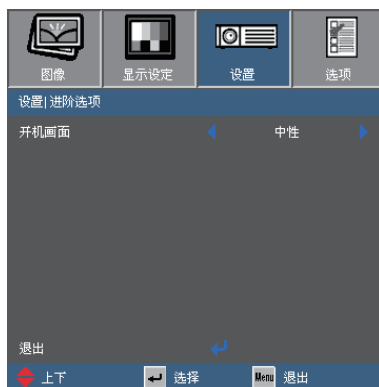 图像 显示设定 设置 选项
设置| 进阶选项
开机画面 中性
退出
上下 选择 Menu 退出